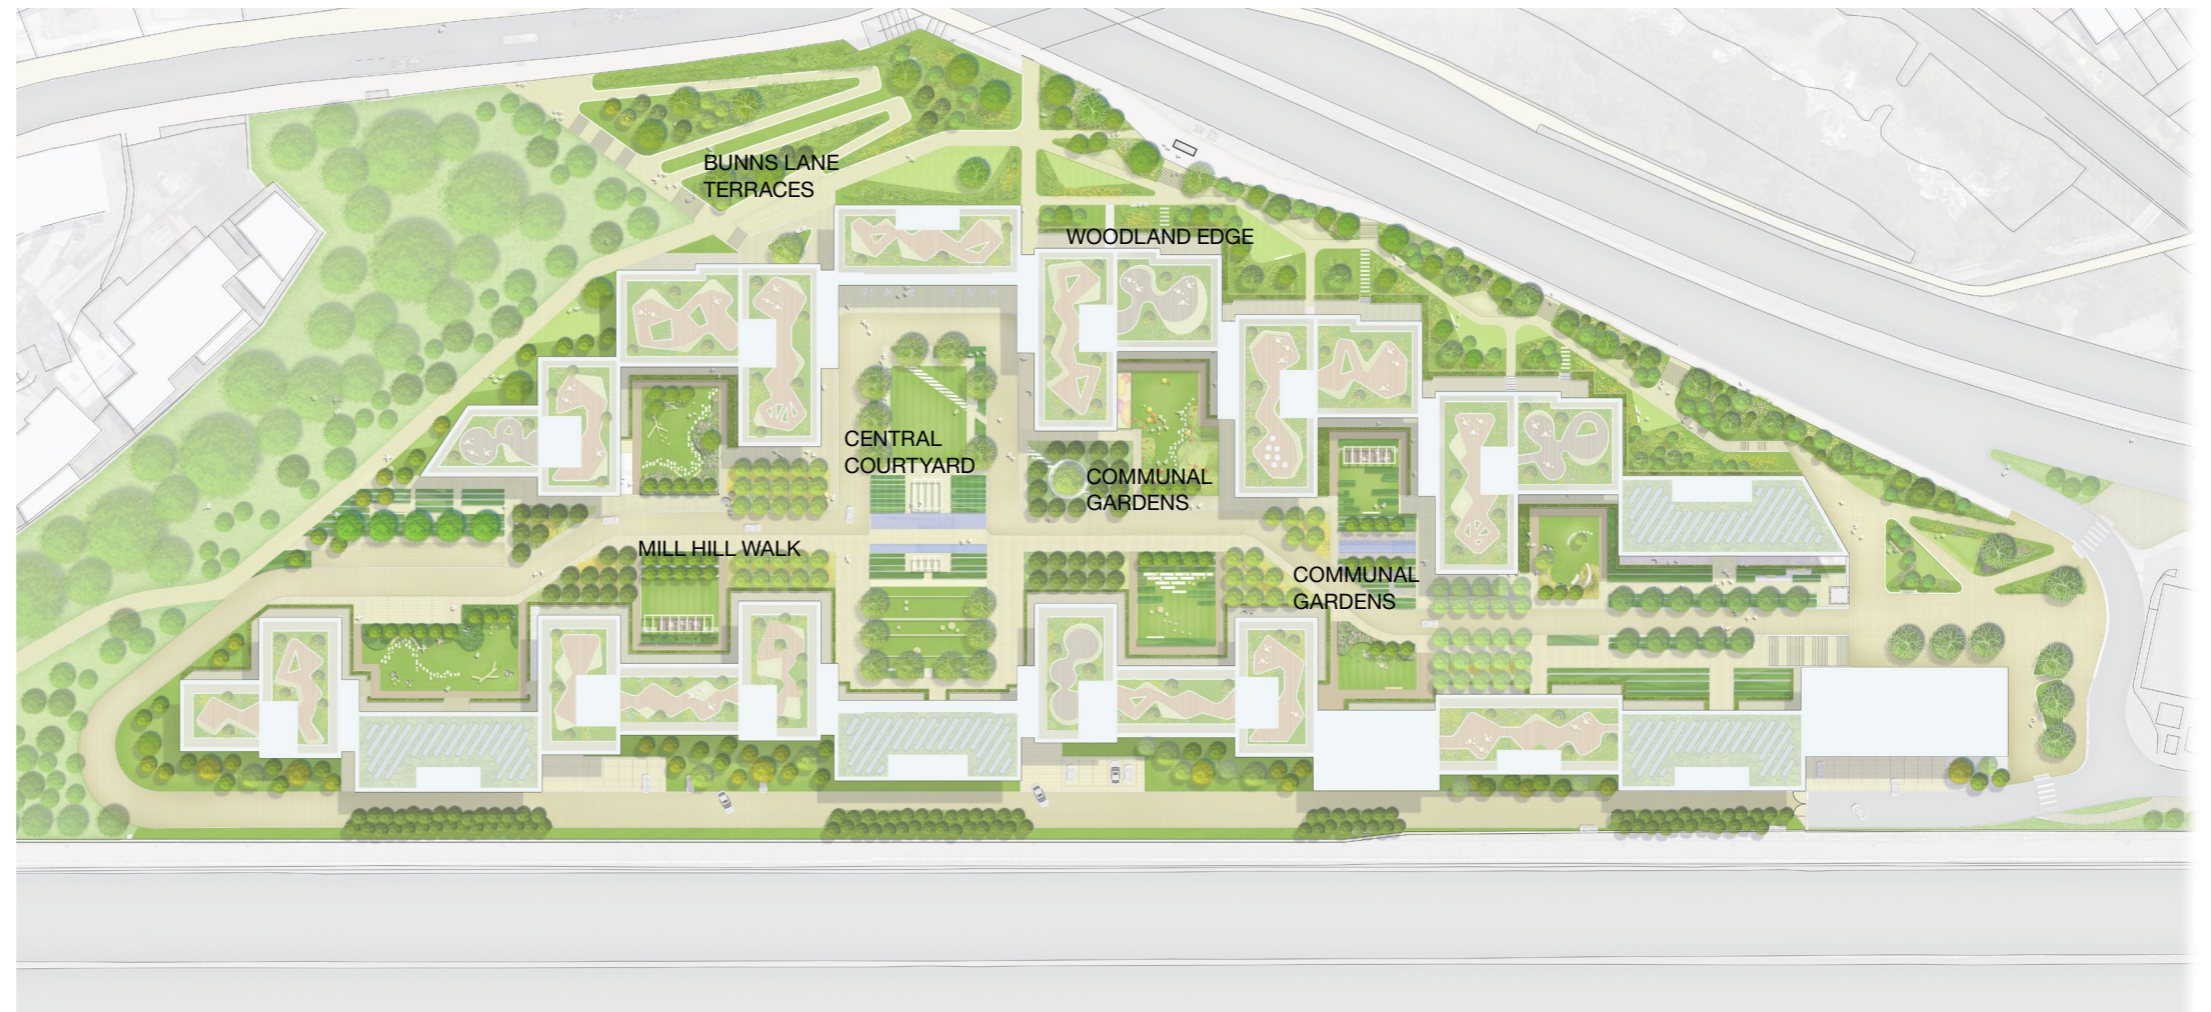 BUNNS LANE
TERRACES
WOODLAND EDGE
CENTRAL
COURTYARD
COMMUNAL
GARDENS
MILL HILL WALK
COMMUNAL
GARDENS